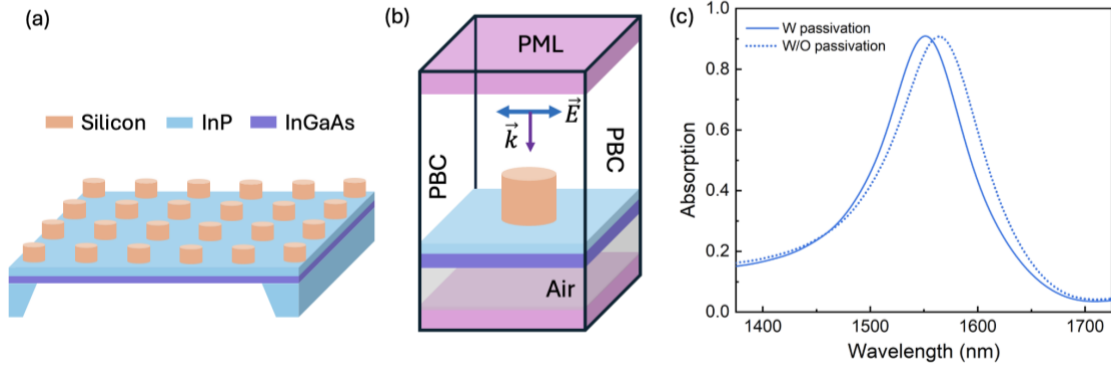 (a)
Silicon InP InGaAs
(b)
PML
E
k
PBC
PBC
Air
(c)
W passivation
W/O passivation
Absorption
1.0
0.8
0.6
0.4
0.2
0.0
1400 1500 1600 1700
Wavelength (nm)